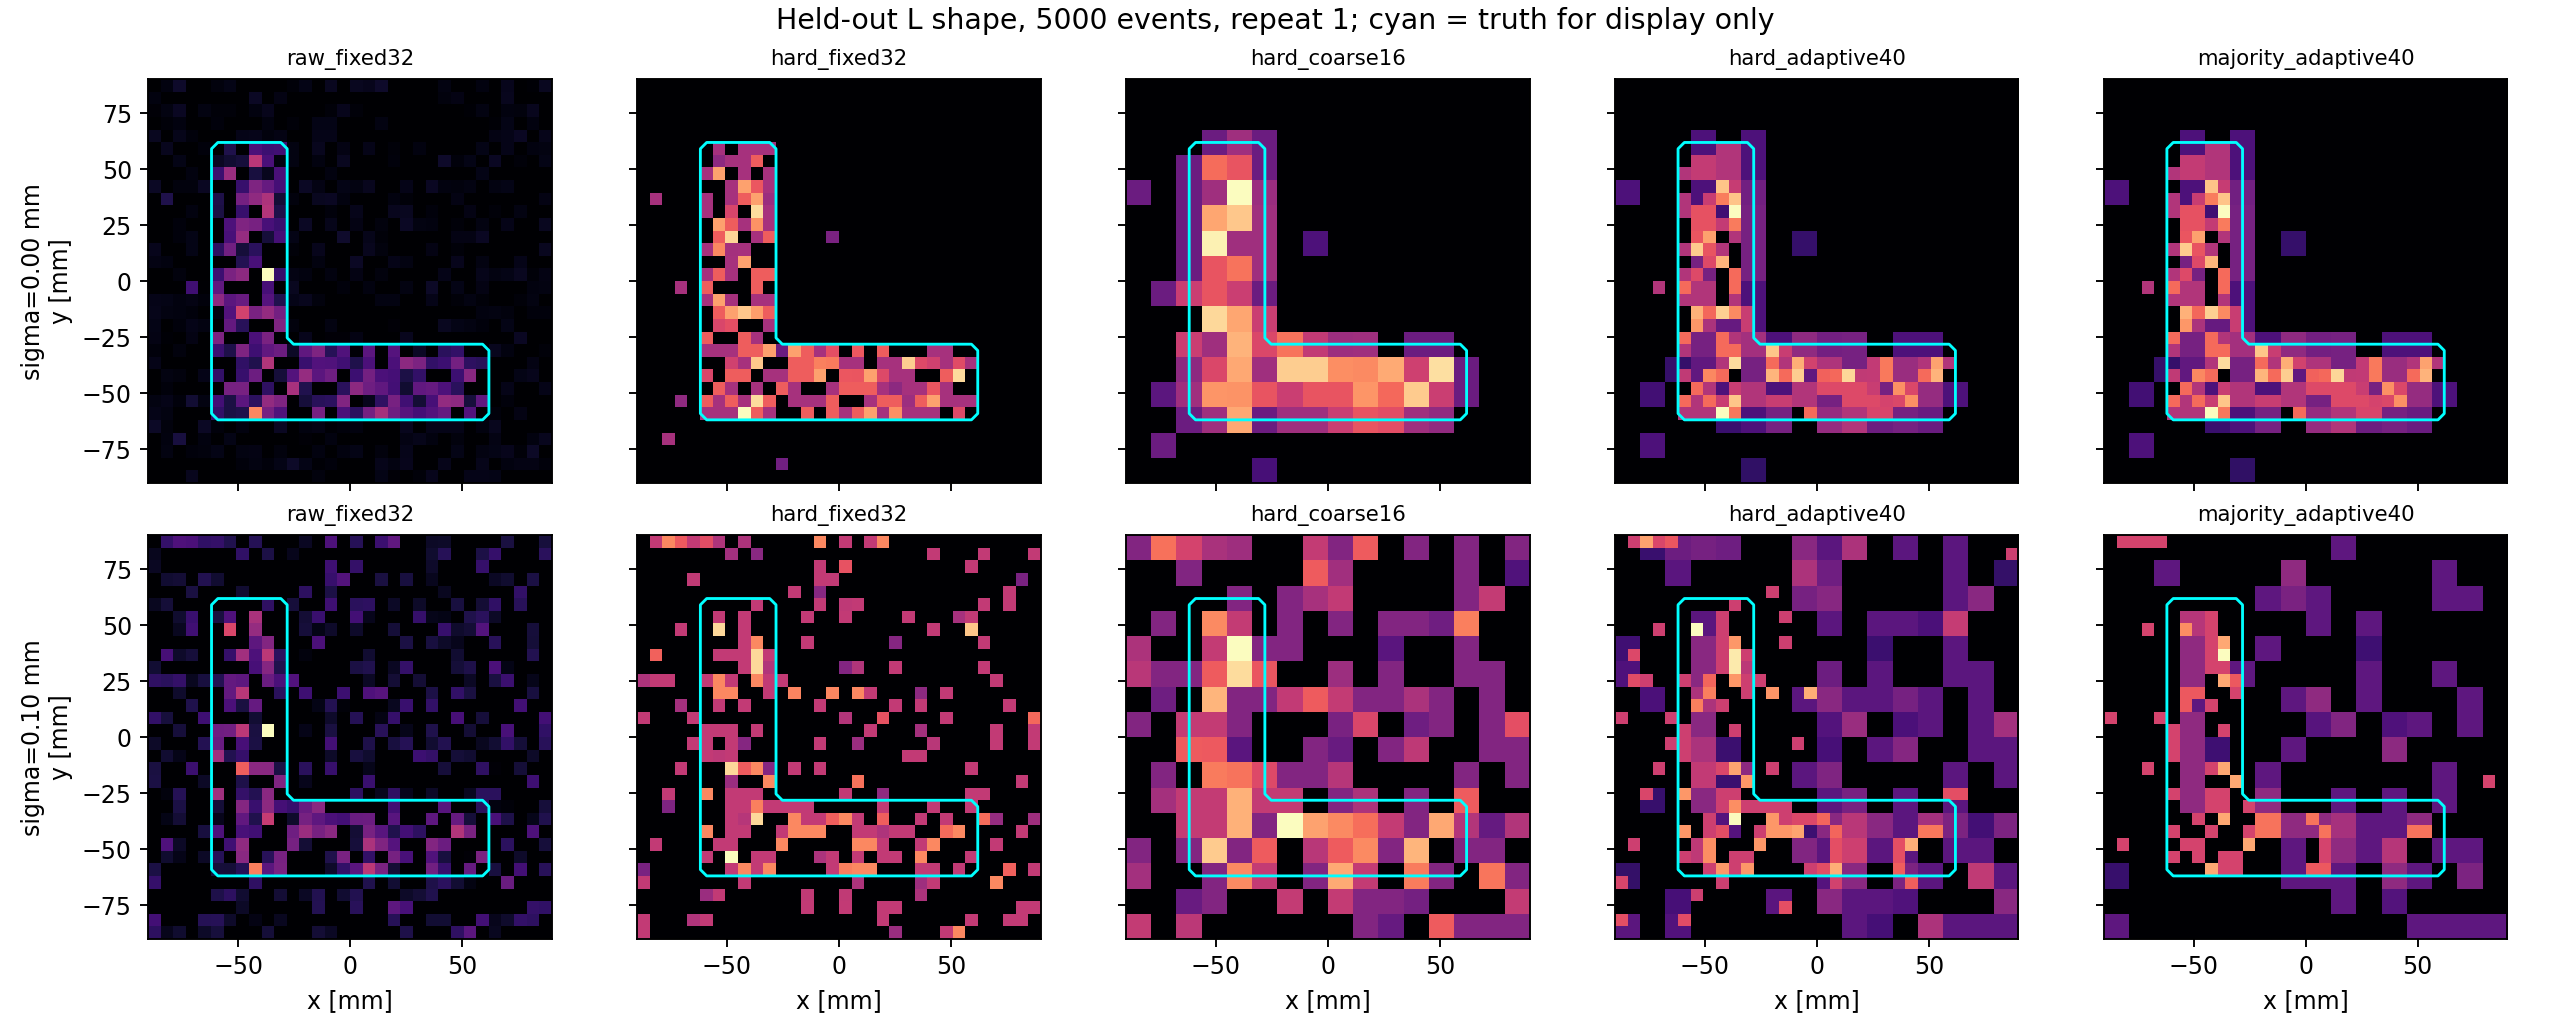 Held-out L shape, 5000 events, repeat 1; cyan = truth for display only
raw_fixed32
hard_fixed32
hard_coarse16
hard_adaptive40
majority_adaptive40
sigma=0.00 mm
y [mm]
75
50
25
0
−25
−50
−75
raw_fixed32
hard_fixed32
hard_coarse16
hard_adaptive40
majority_adaptive40
sigma=0.10 mm
y [mm]
75
50
25
0
−25
−50
−75
−50 0 50
−50 0 50
−50 0 50
−50 0 50
−50 0 50
x [mm]
x [mm]
x [mm]
x [mm]
x [mm]